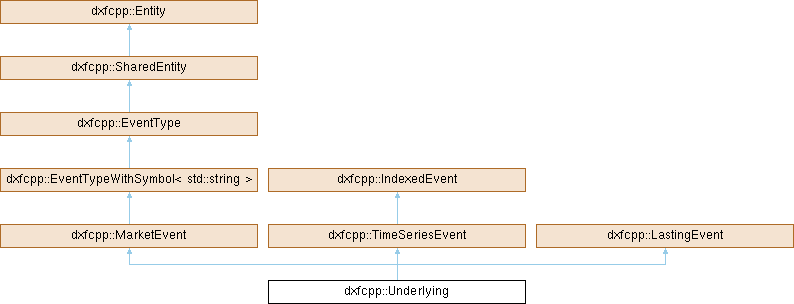 dxfcpp::Entity
dxfcpp::SharedEntity
dxfcpp::EventType
dxfcpp::EventTypeWithSymbol< std::string >
dxfcpp::IndexedEvent
dxfcpp::MarketEvent
dxfcpp::TimeSeriesEvent
dxfcpp::LastingEvent
dxfcpp::Underlying